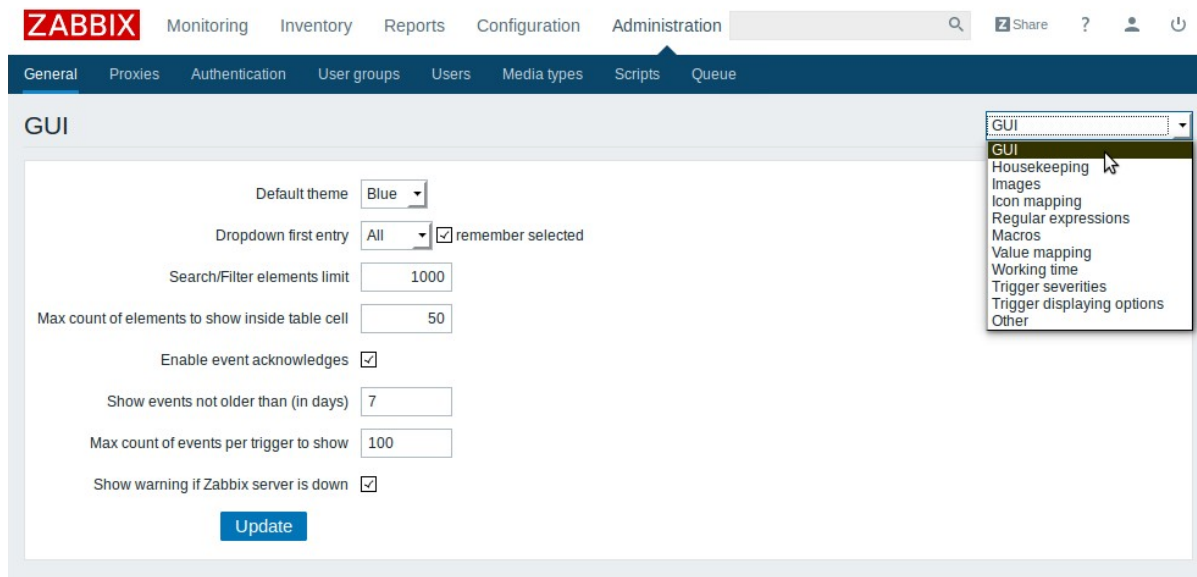 ZABBIX Monitoring Inventory Reports Configuration Administration Z Share ?
General Proxies Authentication User groups Users Media types Scripts Queue
GUI
GUI
GUI
Housekeeping
Images
Icon mapping
Regular expressions
Macros
Value mapping
Working time
Trigger severities
Trigger displaying options
Other
Default theme Blue
Dropdown first entry All remember selected
Search/Filter elements limit 1000
Max count of elements to show inside table cell 50
Enable event acknowledges
Show events not older than (in days) 7
Max count of events per trigger to show 100
Show warning if Zabbix server is down
Update